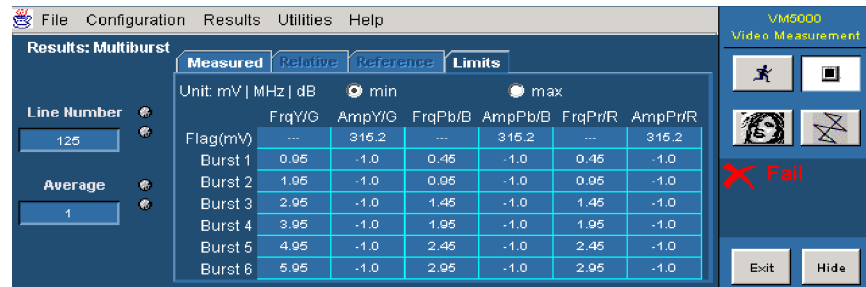 File Configuration Results Utilities Help
VM5000
Video Measurement
Results: Multiburst
Measured Relative Reference Limits
Unit: mV | MHz | dB min max
Line Number
125
Average
1
FrqY/G AmpY/G FrqPb/B AmpPb/B FrqPr/R AmpPr/R
Flag(mV) --- 315.2 --- 315.2 --- 315.2
Burst 1 0.95 -1.0 0.45 -1.0 0.45 -1.0
Burst 2 1.95 -1.0 0.95 -1.0 0.95 -1.0
Burst 3 2.95 -1.0 1.45 -1.0 1.45 -1.0
Burst 4 3.95 -1.0 1.95 -1.0 1.95 -1.0
Burst 5 4.95 -1.0 2.45 -1.0 2.45 -1.0
Burst 6 5.95 -1.0 2.95 -1.0 2.95 -1.0
Fail
Exit Hide